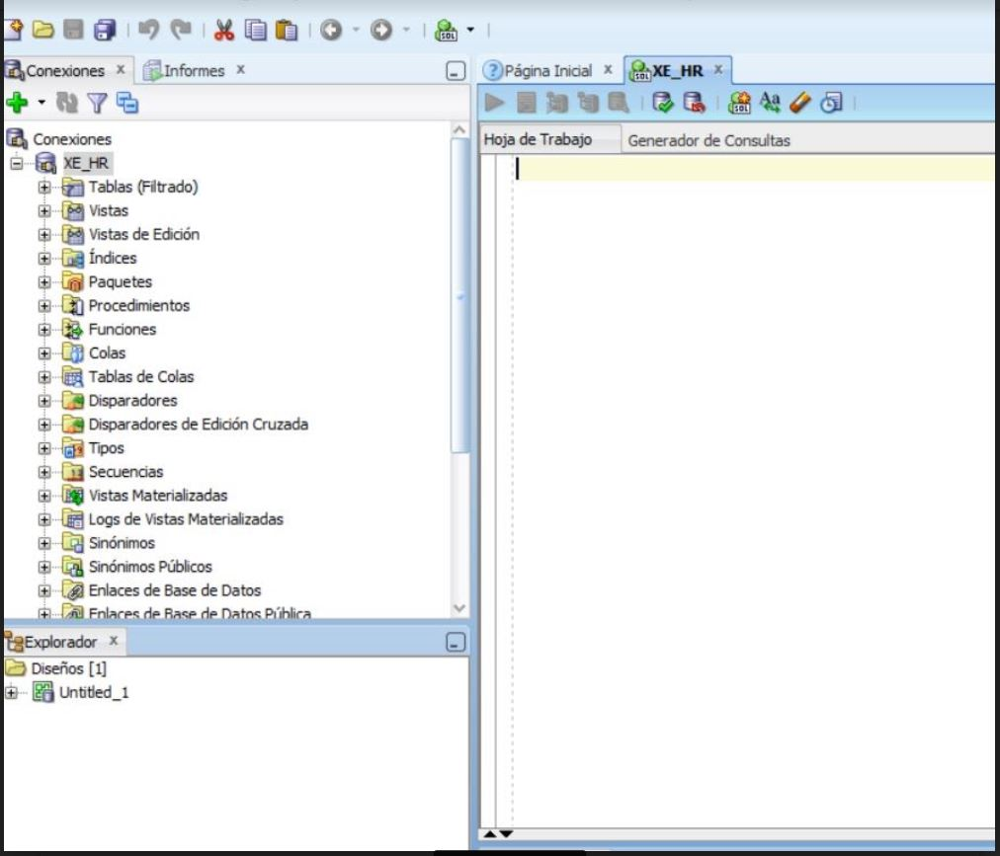 Conexiones
Informes
Página Inicial
XE_HR
Hoja de Trabajo
Generador de Consultas
Conexiones
XE_HR
Tablas (Filtrado)
Vistas
Vistas de Edición
Índices
Paquetes
Procedimientos
Funciones
Colas
Tablas de Colas
Disparadores
Disparadores de Edición Cruzada
Tipos
Secuencias
Vistas Materializadas
Logs de Vistas Materializadas
Sinónimos
Sinónimos Públicos
Enlaces de Base de Datos
Enlaces de Base de Datos Pública
Explorador
Diseños [1]
Untitled_1